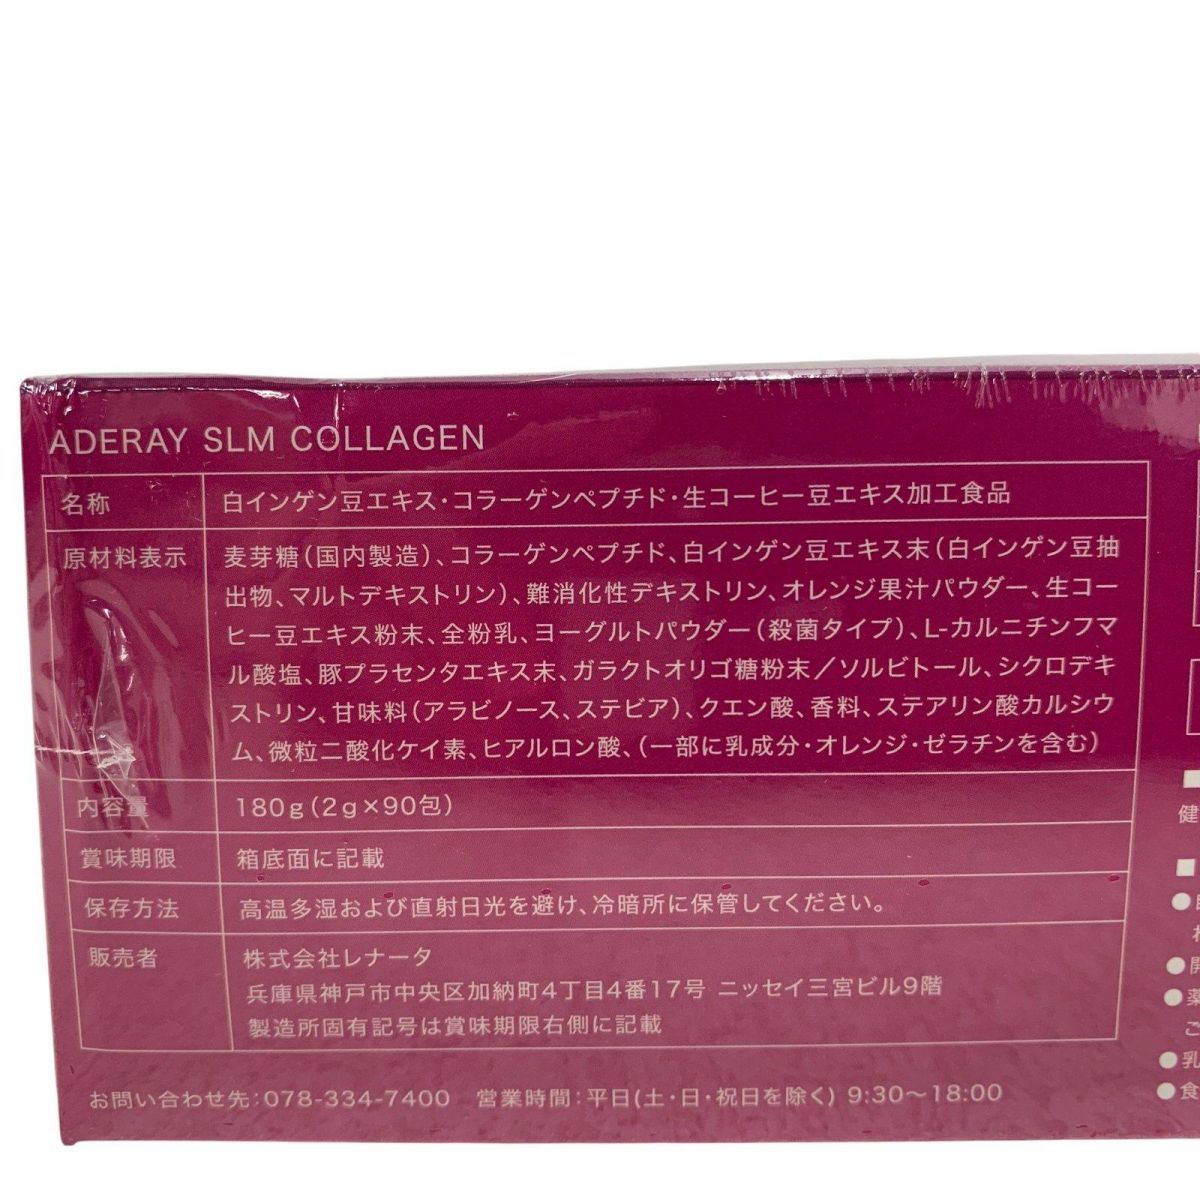 ADERAY SLM COLLAGEN
名称 白インゲン豆エキス・コラーゲンペプチド・生コーヒー豆エキス加工食品
原材料表示 麦芽糖(国内製造)、コラーゲンペプチド、白インゲン豆エキス末(白インゲン豆抽
出物、マルトデキストリン)、難消化性デキストリン、オレンジ果汁パウダー、生コー
ヒー豆エキス粉末、全粉乳、ヨーグルトパウダー(殺菌タイプ)、L-カルニチンフマ
ル酸塩、豚プラセンタエキス末、ガラクトオリゴ糖粉末/ソルビトール、シクロデキ
ストリン、甘味料(アラビノース、ステビア)、クエン酸、香料、ステアリン酸カルシウ
ム、微粒二酸化ケイ素、ヒアルロン酸、(一部に乳成分・オレンジ・ゼラチンを含む)
内容量 180g(2g×90包)
賞味期限 箱底面に記載
保存方法 高温多湿および直射日光を避け、冷暗所に保管してください。
販売者 株式会社レナータ
兵庫県神戸市中央区加納町4丁目4番17号 ニッセイ三宮ビル9階
製造所固有記号は賞味期限右側に記載
お問い合わせ先:078-334-7400 営業時間:平日(土・日・祝日を除く) 9:30~18:00
■
健
■
●
●開
●薬
こ
●乳
●食